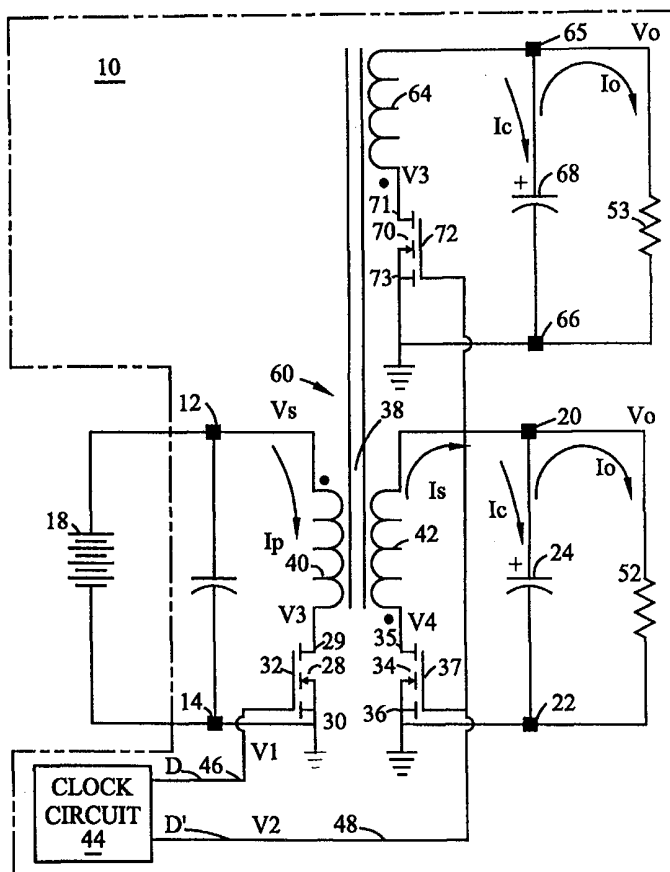 10
65
Vo
64
Ic
Io
V3
+
68
71
70
72
53
73
66
60
12
Vs
38
20
Vo
18
Ip
Is
Ic
Io
40
42
+
24
52
V3
V4
29
35
32
28
34
37
14
30
36
22
V1
D
46
CLOCK
CIRCUIT
44
D'
V2
48